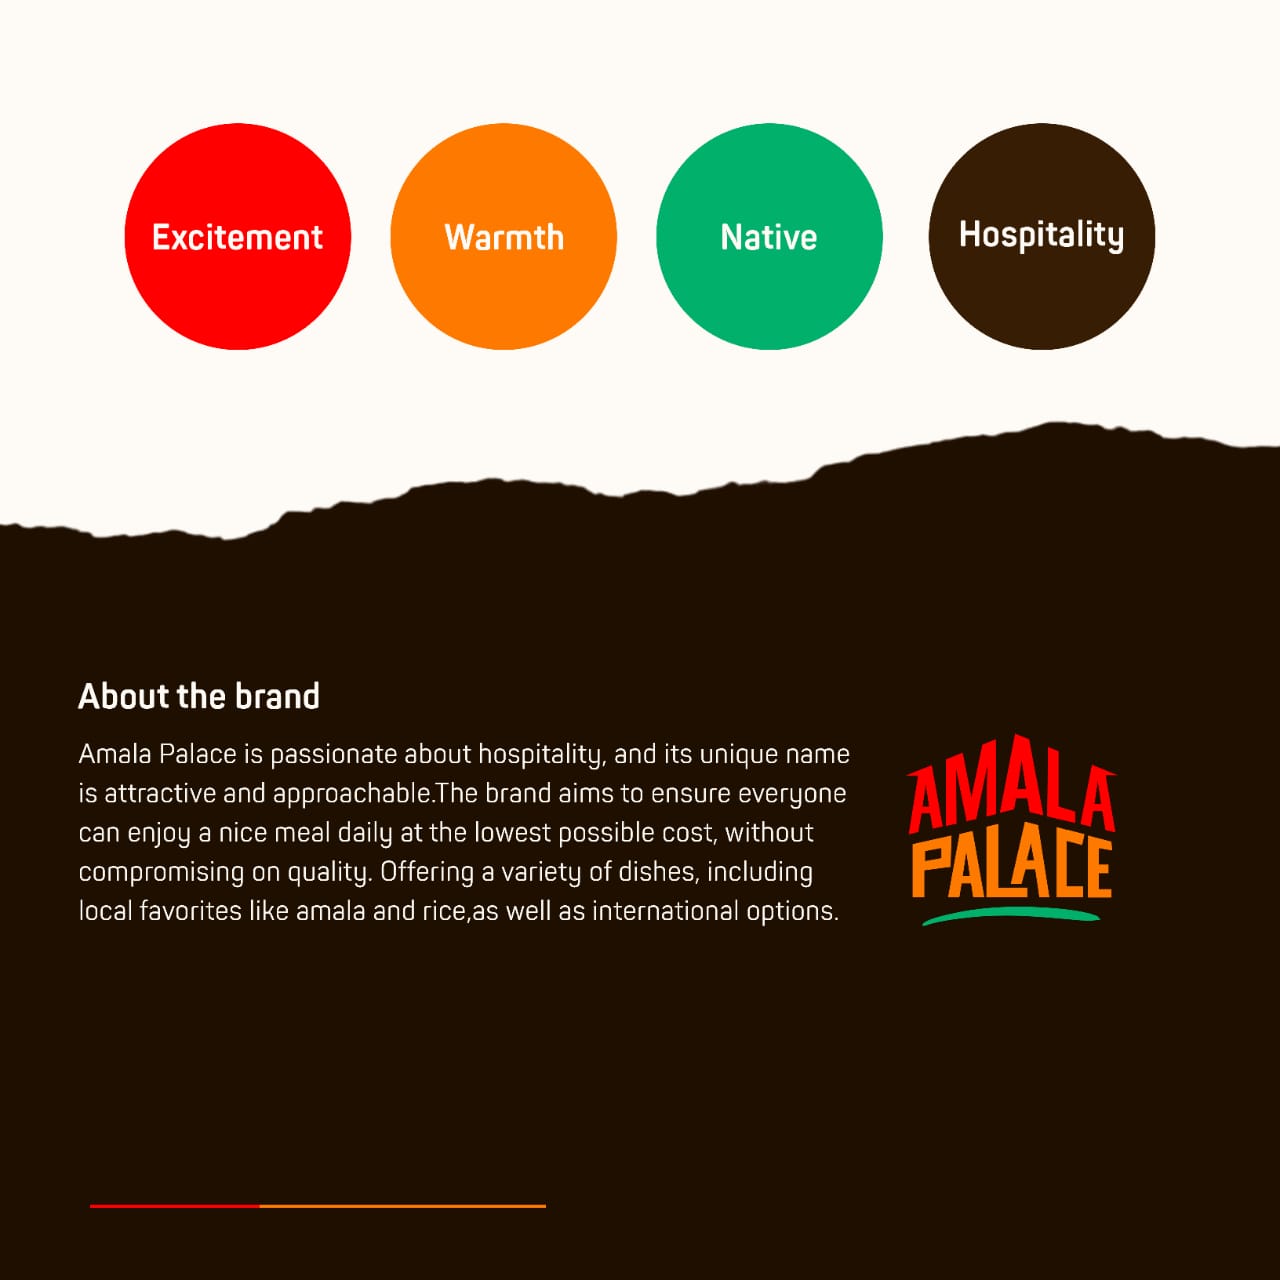 Excitement
Warmth
Native
Hospitality
About the brand
Amala Palace is passionate about hospitality, and its unique name
is attractive and approachable.The brand aims to ensure everyone
can enjoy a nice meal daily at the lowest possible cost, without
compromising on quality. Offering a variety of dishes, including
local favorites like amala and rice,as well as international options.
AMALA
PALACE